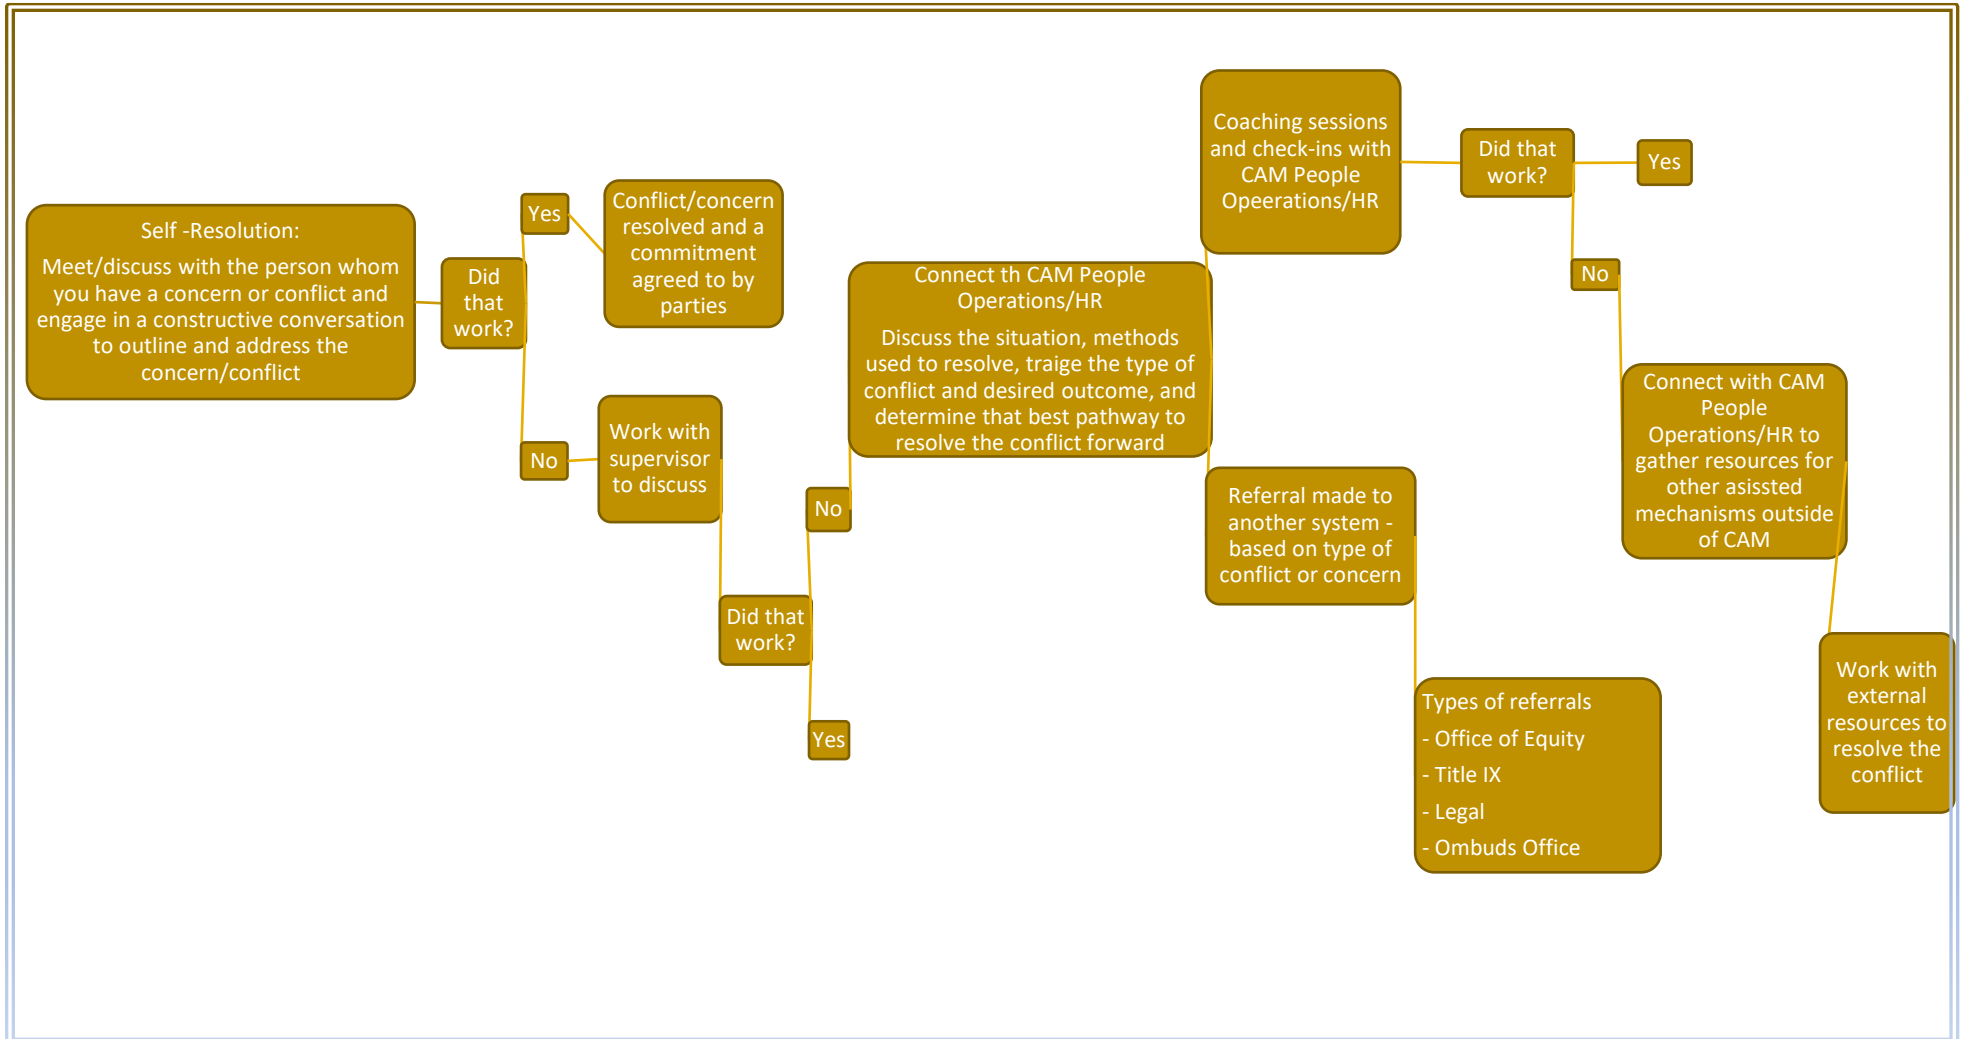 Self -Resolution:
Meet/discuss with the person whom
you have a concern or conflict and
engage in a constructive conversation
to outline and address the
concern/conflict
Did
that
work?
Yes
Conflict/concern
resolved and a
commitment
agreed to by
parties
No
Work with
supervisor
to discuss
Did that
work?
No
Yes
Connect th CAM People
Operations/HR
Discuss the situation, methods
used to resolve, traige the type of
conflict and desired outcome, and
determine that best pathway to
resolve the conflict forward
Coaching sessions
and check-ins with
CAM People
Opeerations/HR
Did that
work?
Yes
No
Connect with CAM
People
Operations/HR to
gather resources for
other asissted
mechanisms outside
of CAM
Work with
external
resources to
resolve the
conflict
Referral made to
another system -
based on type of
conflict or concern
Types of referrals
- Office of Equity
- Title IX
- Legal
- Ombuds Office